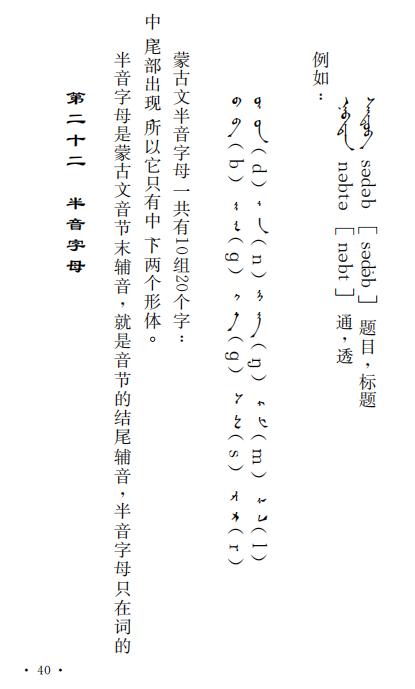 第二十二 半音字母
半音字母是蒙古文音节末辅音,就是音节的结尾辅音,半音字母只在词的
中 尾部出现 所以它只有中 下 两个形体。
蒙古文半音字母一共有10组20个字:
(b) (g) (g) (s) (r)
(d) (n) (ŋ) (m) (l)
例如:
nəbtə [nəbt] 通,透
sədəb [sədə̆b] 题目,标题
• 40 •